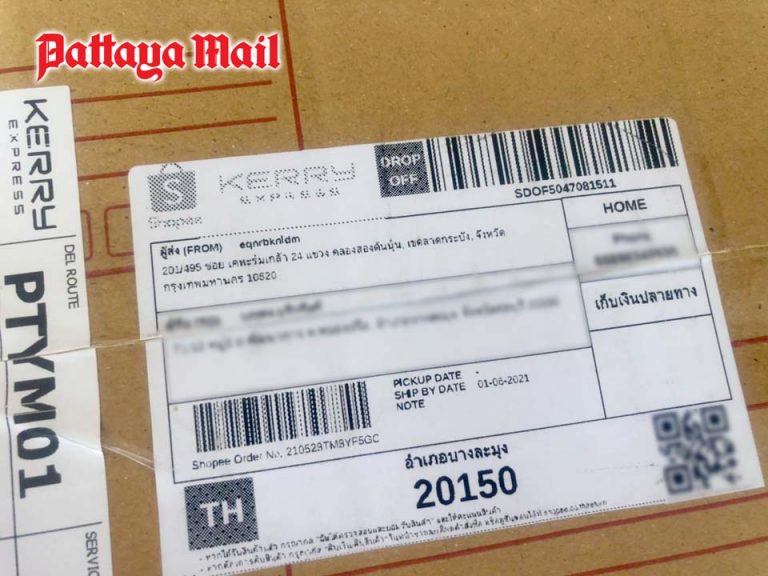 Pattaya Mail
KERRY
EXPRESS
DEL ROUTE
PTYM01
SERVIC
Shopee
KERRY
EXPRESS
DROP
OFF
SDOF5047081511
HOME
ผู้ส่ง (FROM) eqnrbknldm
201/495 ซอย เคหะร่มเกล้า 24 แขวง คลองสองต้นนุ่น, เขตลาดกระบัง, จังหวัด
กรุงเทพมหานคร 10520
เก็บเงินปลายทาง
PICKUP DATE
SHIP BY DATE 01-06-2021
NOTE
Shopee Order No. 210529TM8YF5GC
อำเภอบางละมุง
20150
TH